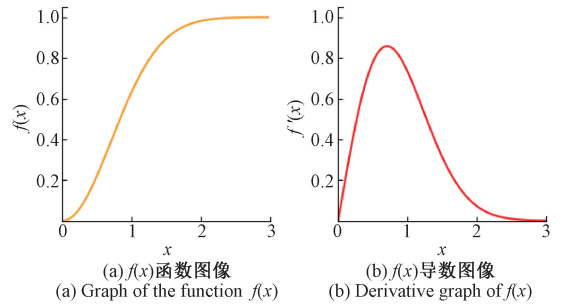 1.0
0.8
0.6
0.4
0.2
0
1
2
3
f(x)
x
(a) f(x)函数图像
(a) Graph of the function f(x)
1.0
0.8
0.6
0.4
0.2
0
1
2
3
f′(x)
x
(b) f(x)导数图像
(b) Derivative graph of f(x)